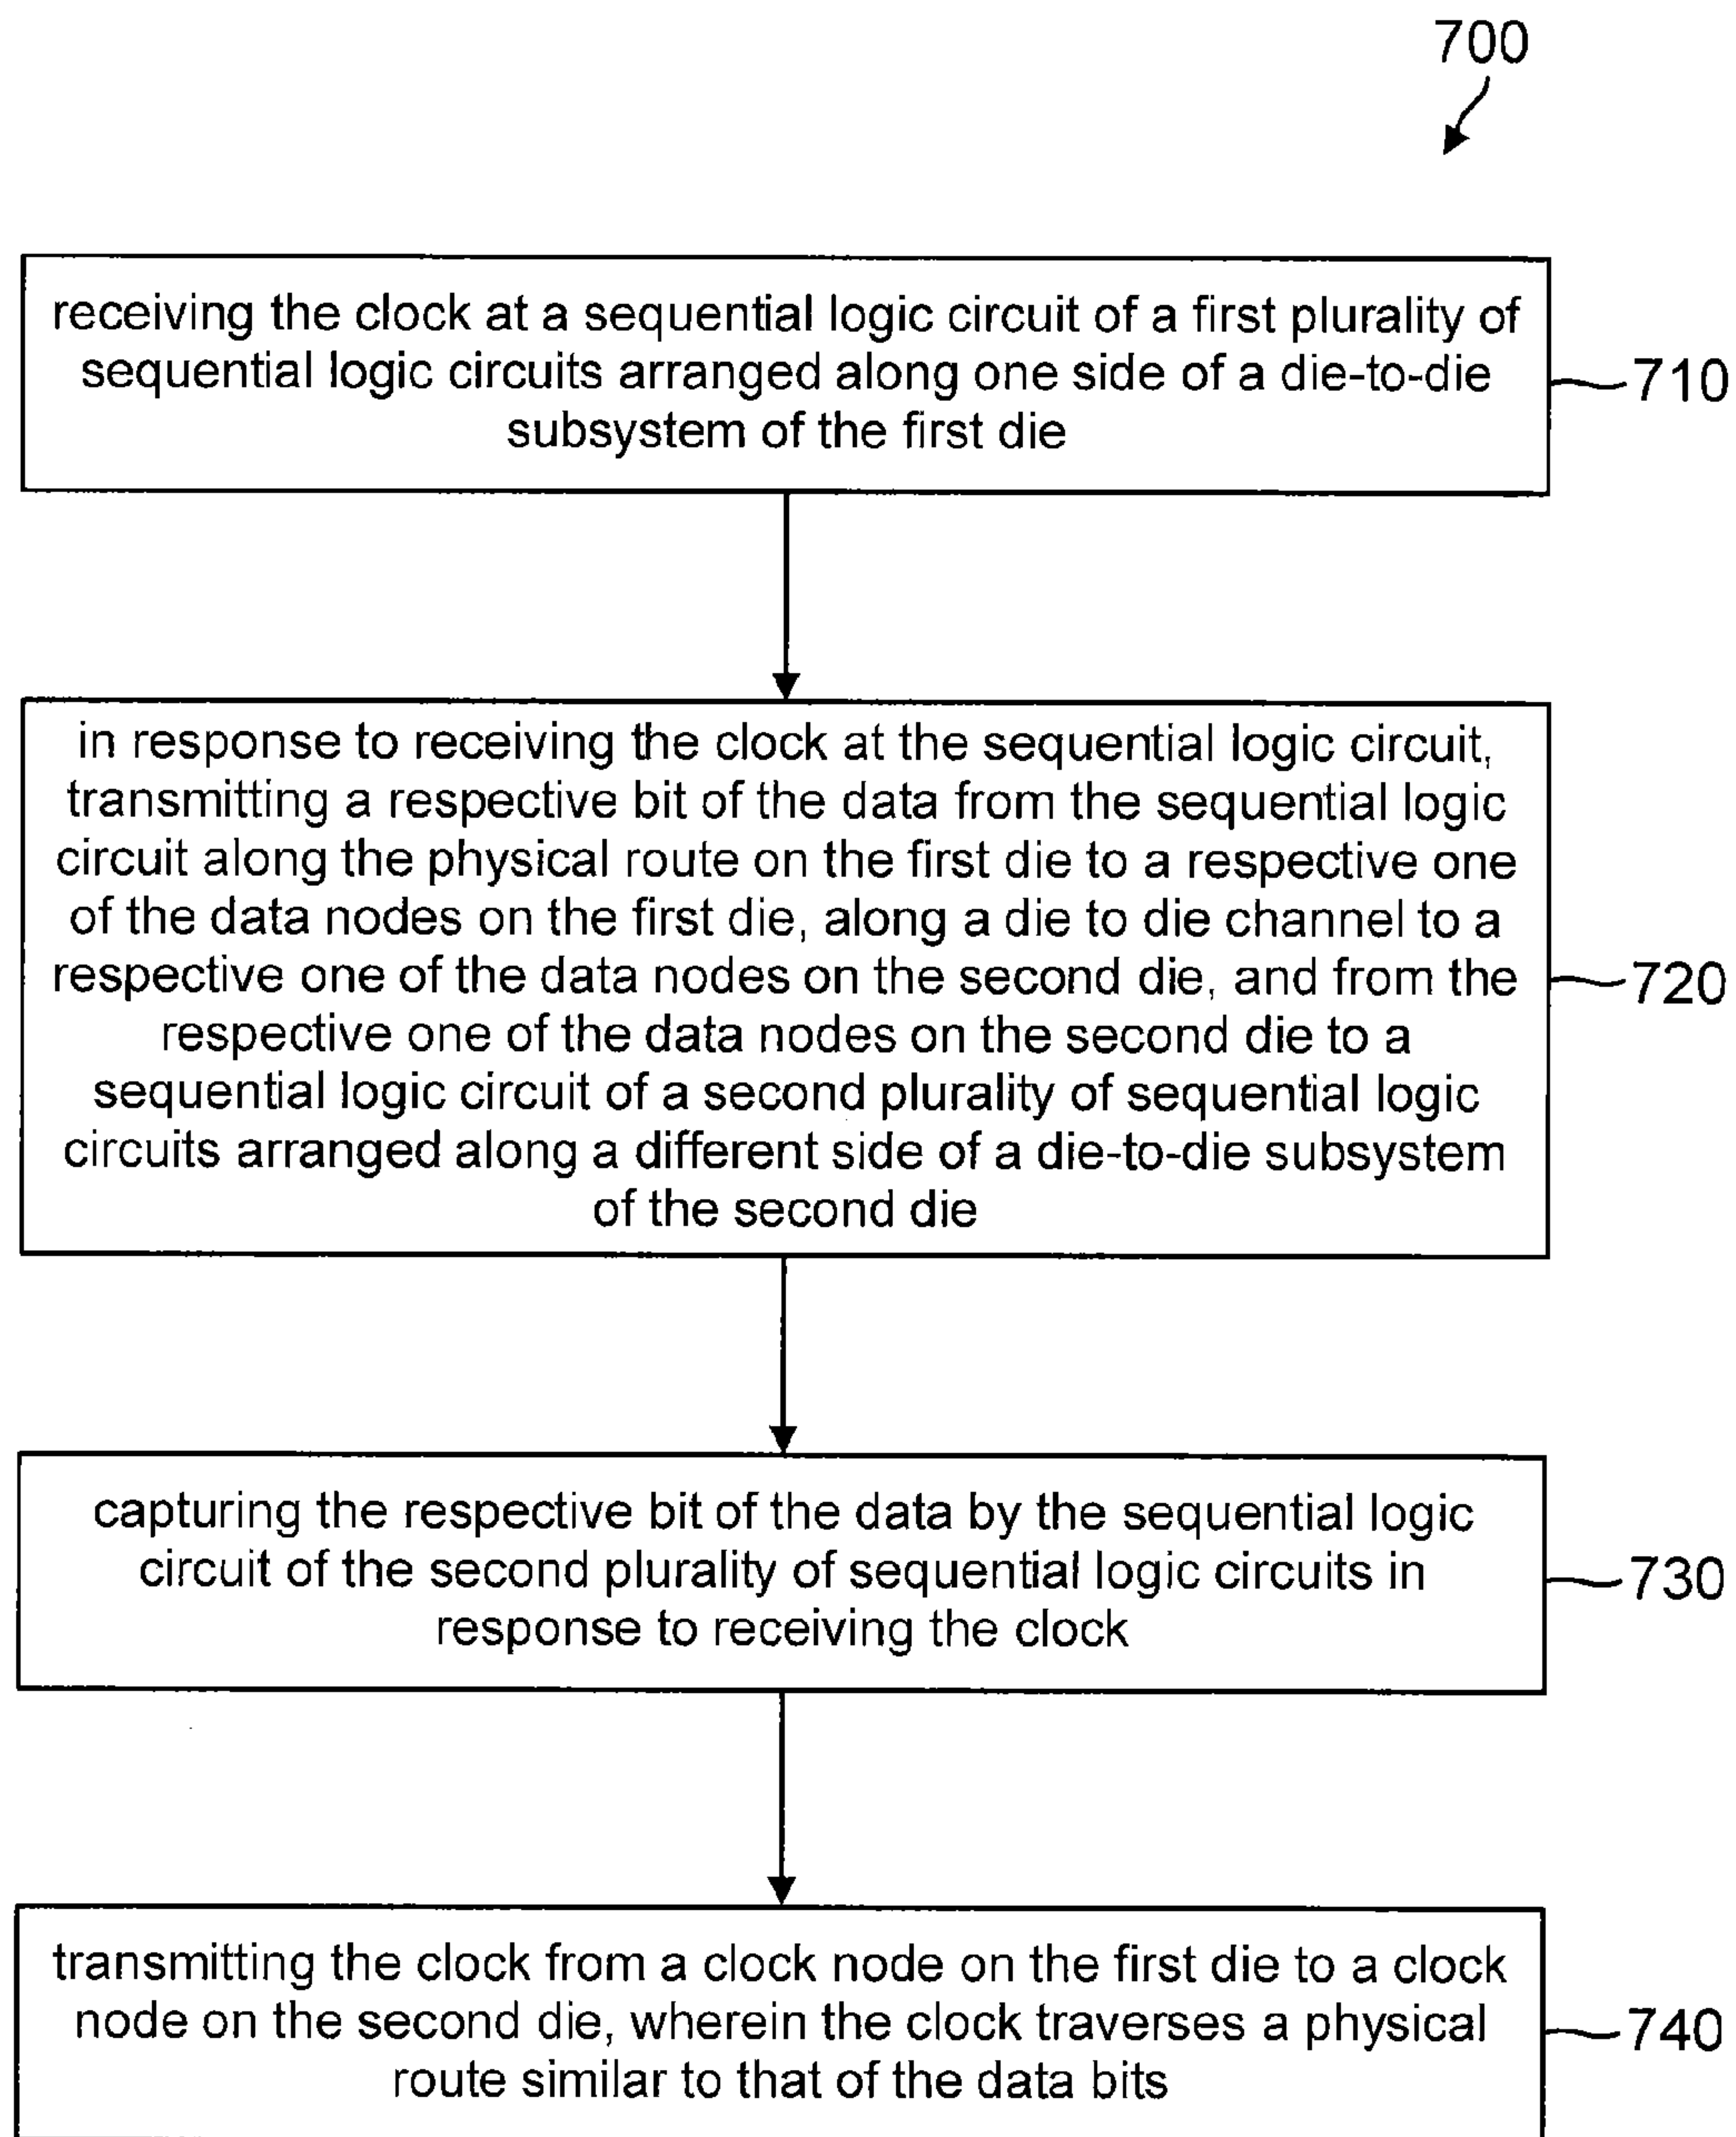 700
receiving the clock at a sequential logic circuit of a first plurality of
sequential logic circuits arranged along one side of a die-to-die
subsystem of the first die
710
in response to receiving the clock at the sequential logic circuit,
transmitting a respective bit of the data from the sequential logic
circuit along the physical route on the first die to a respective one
of the data nodes on the first die, along a die to die channel to a
respective one of the data nodes on the second die, and from the
respective one of the data nodes on the second die to a
sequential logic circuit of a second plurality of sequential logic
circuits arranged along a different side of a die-to-die subsystem
of the second die
720
capturing the respective bit of the data by the sequential logic
circuit of the second plurality of sequential logic circuits in
response to receiving the clock
730
transmitting the clock from a clock node on the first die to a clock
node on the second die, wherein the clock traverses a physical
route similar to that of the data bits
740